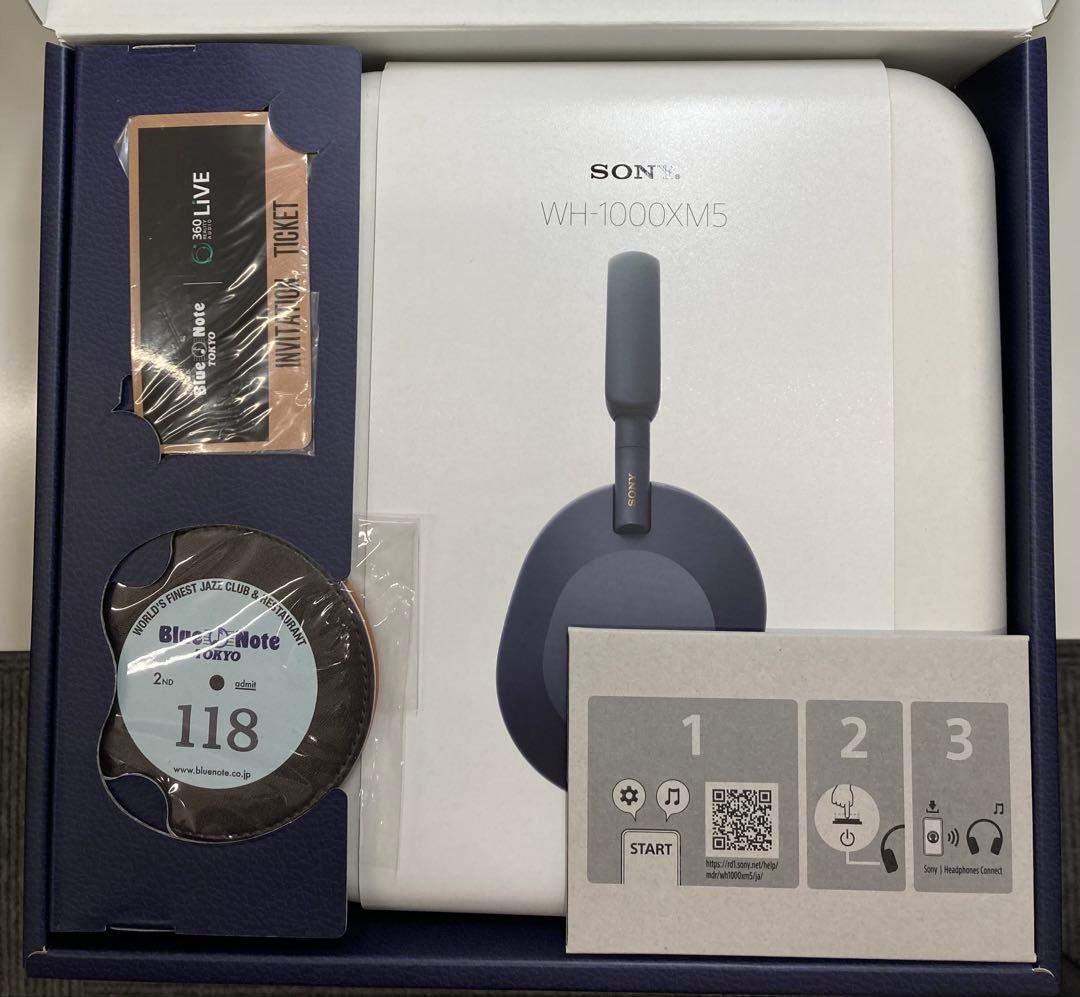 360
REALITY
AUDIO
LiVE
Blue Note
TOKYO
INVITATION TICKET
SONY®
WH-1000XM5
SONY
WORLD'S FINEST JAZZ CLUB & RESTAURANT
Blue Note
TOKYO
2ND
admit
118
www.bluenote.co.jp
1
START
https://rd1.sony.net/help/
mdr/wh1000xm5/ja/
2
3
Sony | Headphones Connect